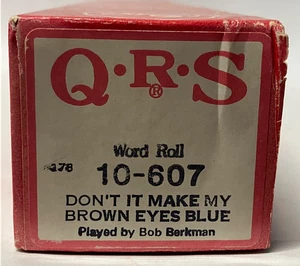 Q·R·S
®
Word Roll
10-607
DON'T IT MAKE MY
BROWN EYES BLUE
Played by Bob Berkman